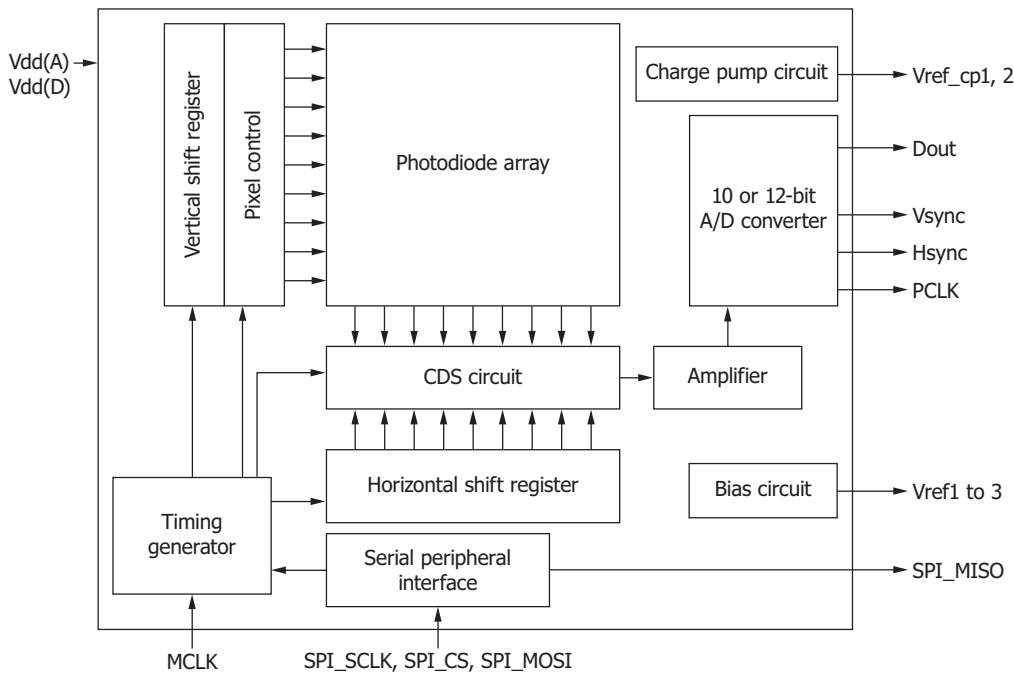 Vdd(A)
Vdd(D)
Vertical shift register
Pixel control
Photodiode array
Charge pump circuit
Vref_cp1, 2
10 or 12-bit
A/D converter
Dout
Vsync
Hsync
PCLK
CDS circuit
Amplifier
Horizontal shift register
Bias circuit
Vref1 to 3
Timing
generator
Serial peripheral
interface
SPI_MISO
MCLK
SPI_SCLK, SPI_CS, SPI_MOSI